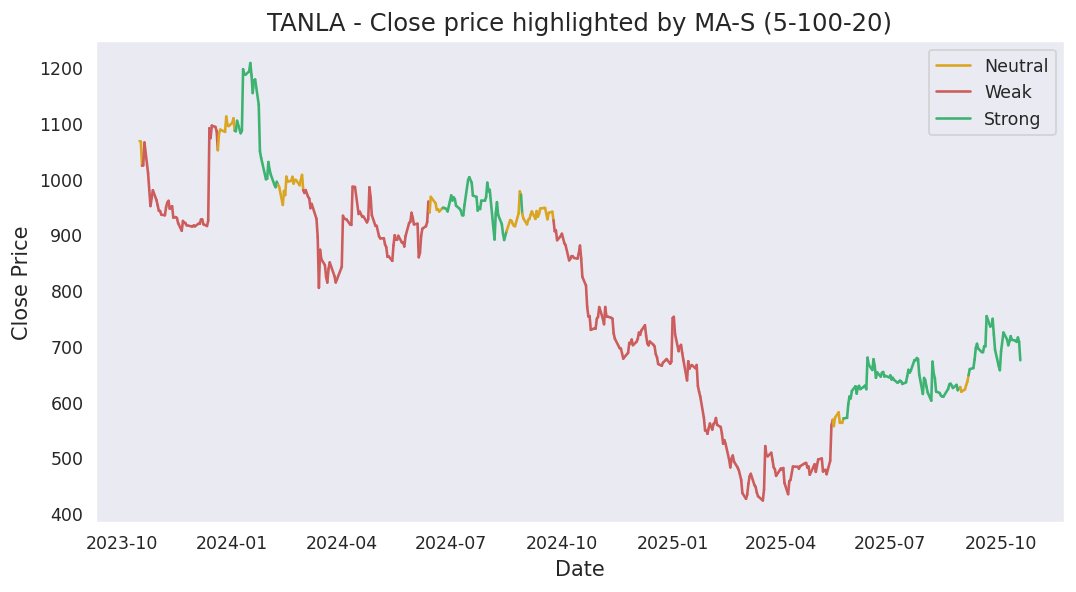 TANLA - Close price highlighted by MA-S (5-100-20)
Neutral
Weak
Strong
Close Price
1200
1100
1000
900
800
700
600
500
400
2023-10 2024-01 2024-04 2024-07 2024-10 2025-01 2025-04 2025-07 2025-10
Date